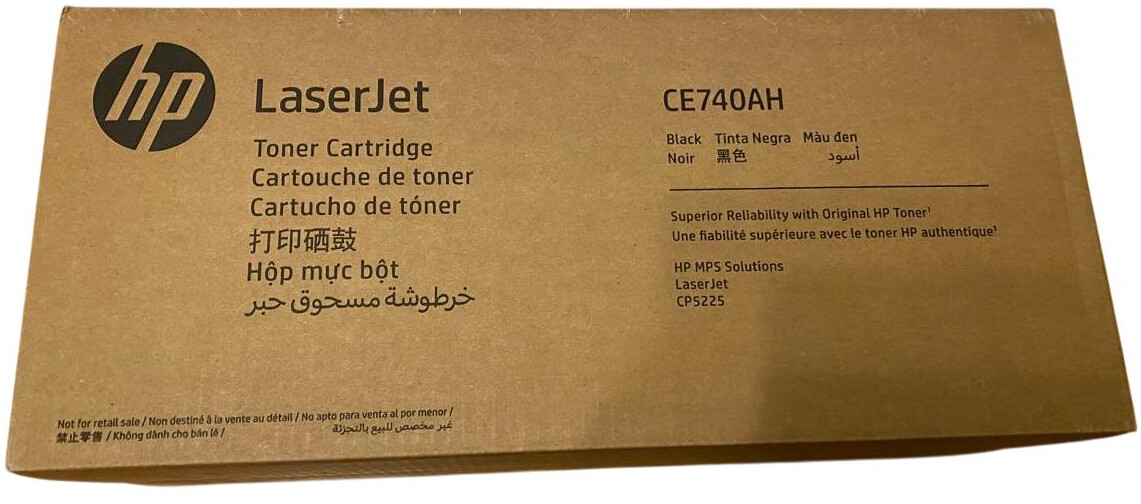 hp
LaserJet
Toner Cartridge
Cartouche de toner
Cartucho de tóner
打印硒鼓
Hộp mực bột
خرطوشة مسحوق حبر
CE740AH
Black Tinta Negra Màu đen
Noir 黑色 أسود
Superior Reliability with Original HP Toner¹
Une fiabilité supérieure avec le toner HP authentique¹
HP MPS Solutions
LaserJet
CP5225
Not for retail sale / Non destiné à la vente au détail / No apto para venta al por menor /
禁止零售 / Không dành cho bán lẻ / غير مخصص للبيع بالتجزئة